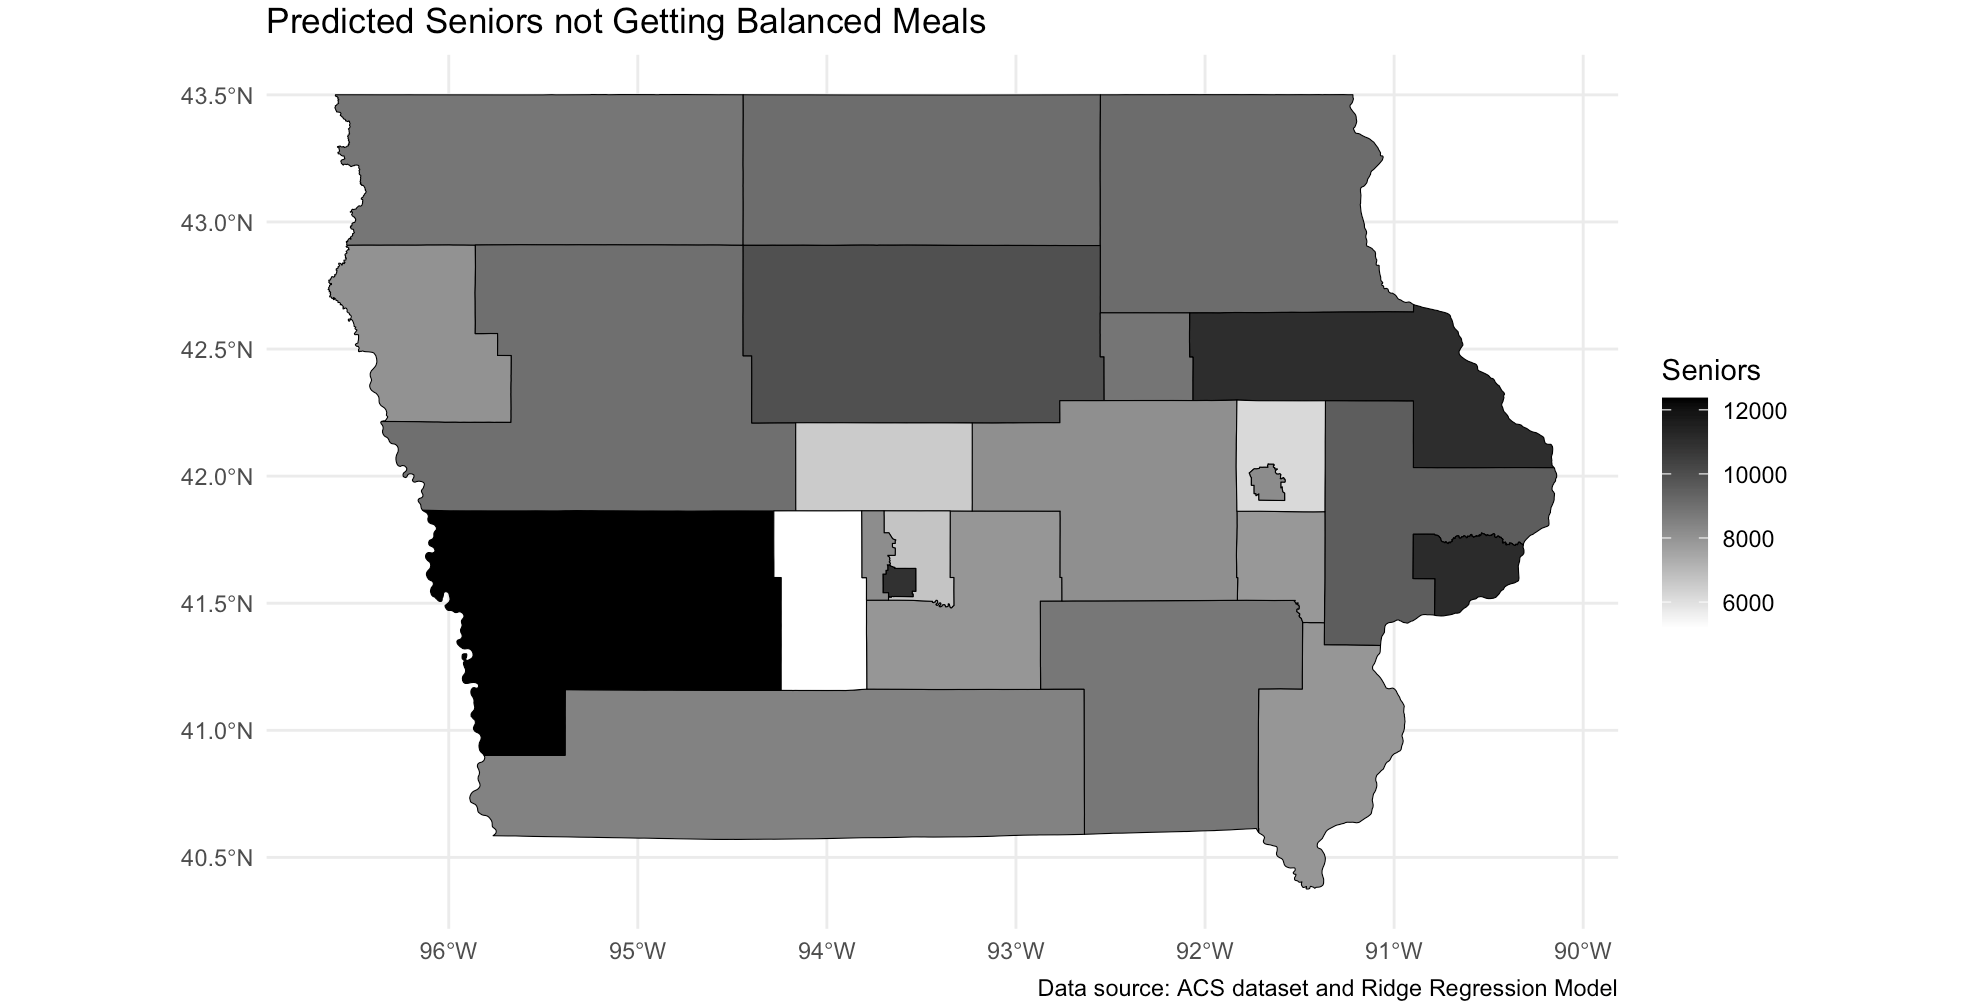 Predicted Seniors not Getting Balanced Meals
43.5°N
43.0°N
42.5°N
42.0°N
41.5°N
41.0°N
40.5°N
96°W 95°W 94°W 93°W 92°W 91°W 90°W
Seniors
12000
10000
8000
6000
Data source: ACS dataset and Ridge Regression Model